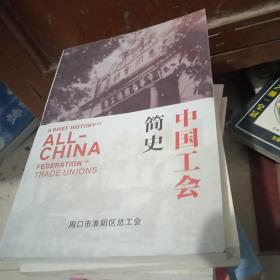 中国工会
简史
A BRIEF HISTORY OF
ALL-
CHINA
FEDERATION OF
TRADE UNIONS
周口市淮阳区总工会